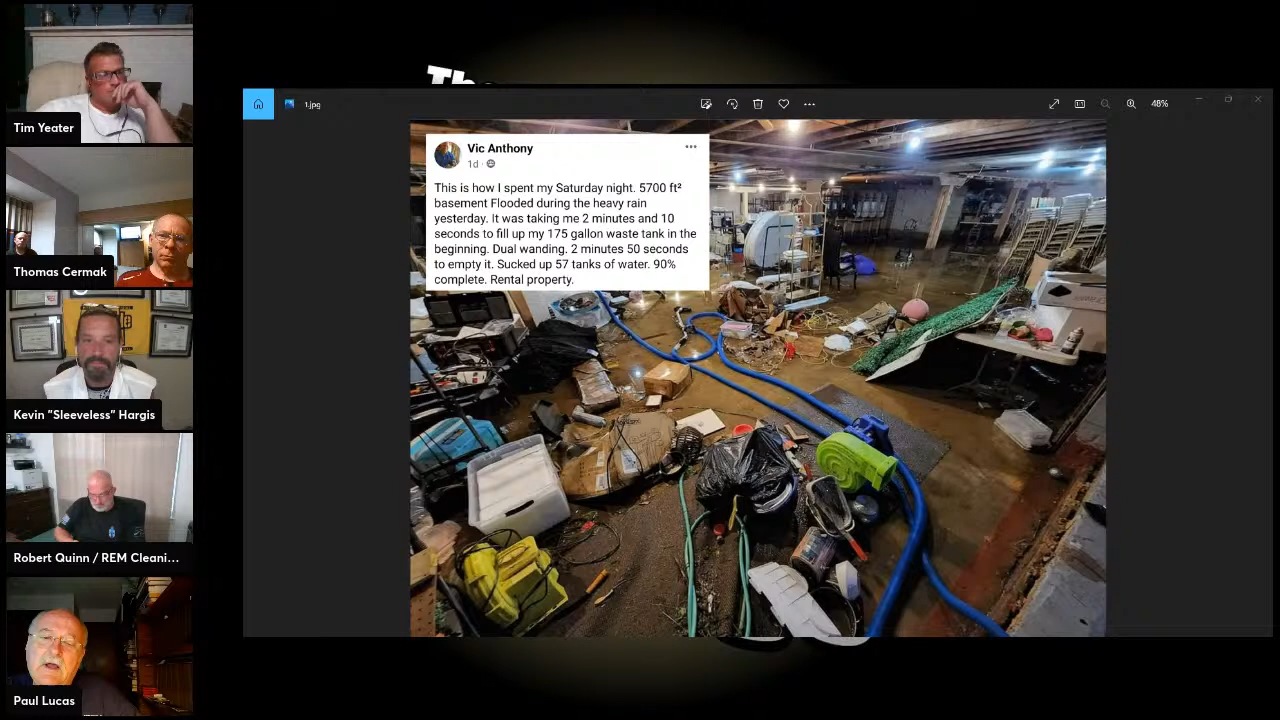 Tim Yeater
Thomas Cermak
Kevin "Sleeveless" Hargis
Robert Quinn / REM Cleani...
Paul Lucas
The
1.jpg
48%
Vic Anthony
1d
This is how I spent my Saturday night. 5700 ft²
basement Flooded during the heavy rain
yesterday. It was taking me 2 minutes and 10
seconds to fill up my 175 gallon waste tank in the
beginning. Dual wanding. 2 minutes 50 seconds
to empty it. Sucked up 57 tanks of water. 90%
complete. Rental property.